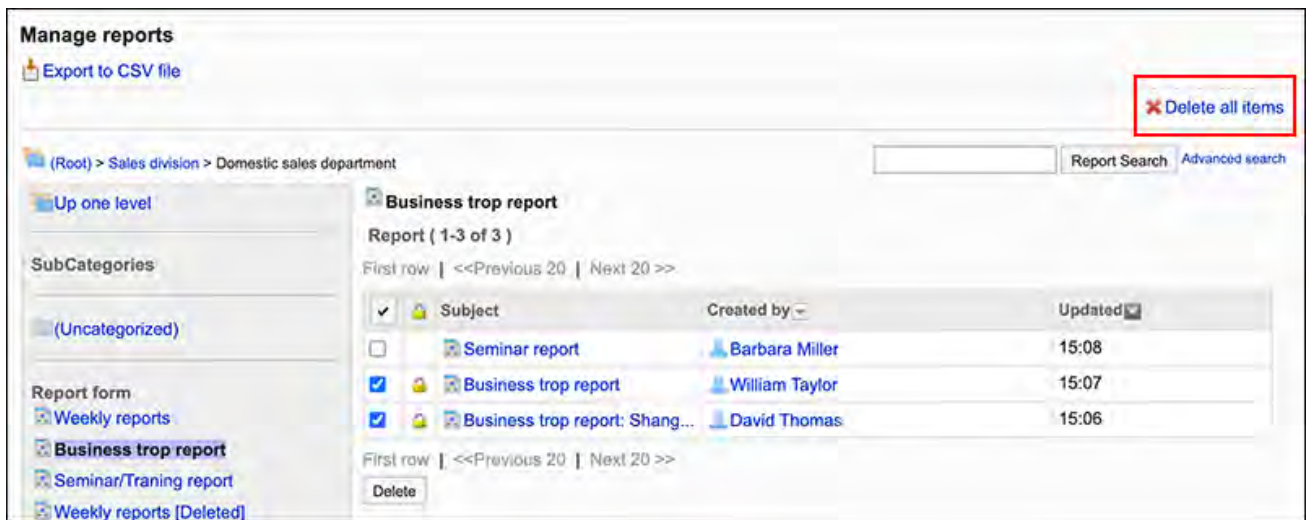 Manage reports
Export to CSV file
Delete all items
(Root) > Sales division > Domestic sales department
Report Search Advanced search
Up one level
SubCategories
(Uncategorized)
Report form
Weekly reports
Business trop report
Seminar/Traning report
Weekly reports [Deleted]
Business trop report
Report ( 1-3 of 3 )
First row | <<Previous 20 | Next 20 >>
Subject Created by Updated
Seminar report Barbara Miller 15:08
Business trop report William Taylor 15:07
Business trop report: Shang... David Thomas 15:06
First row | <<Previous 20 | Next 20 >>
Delete